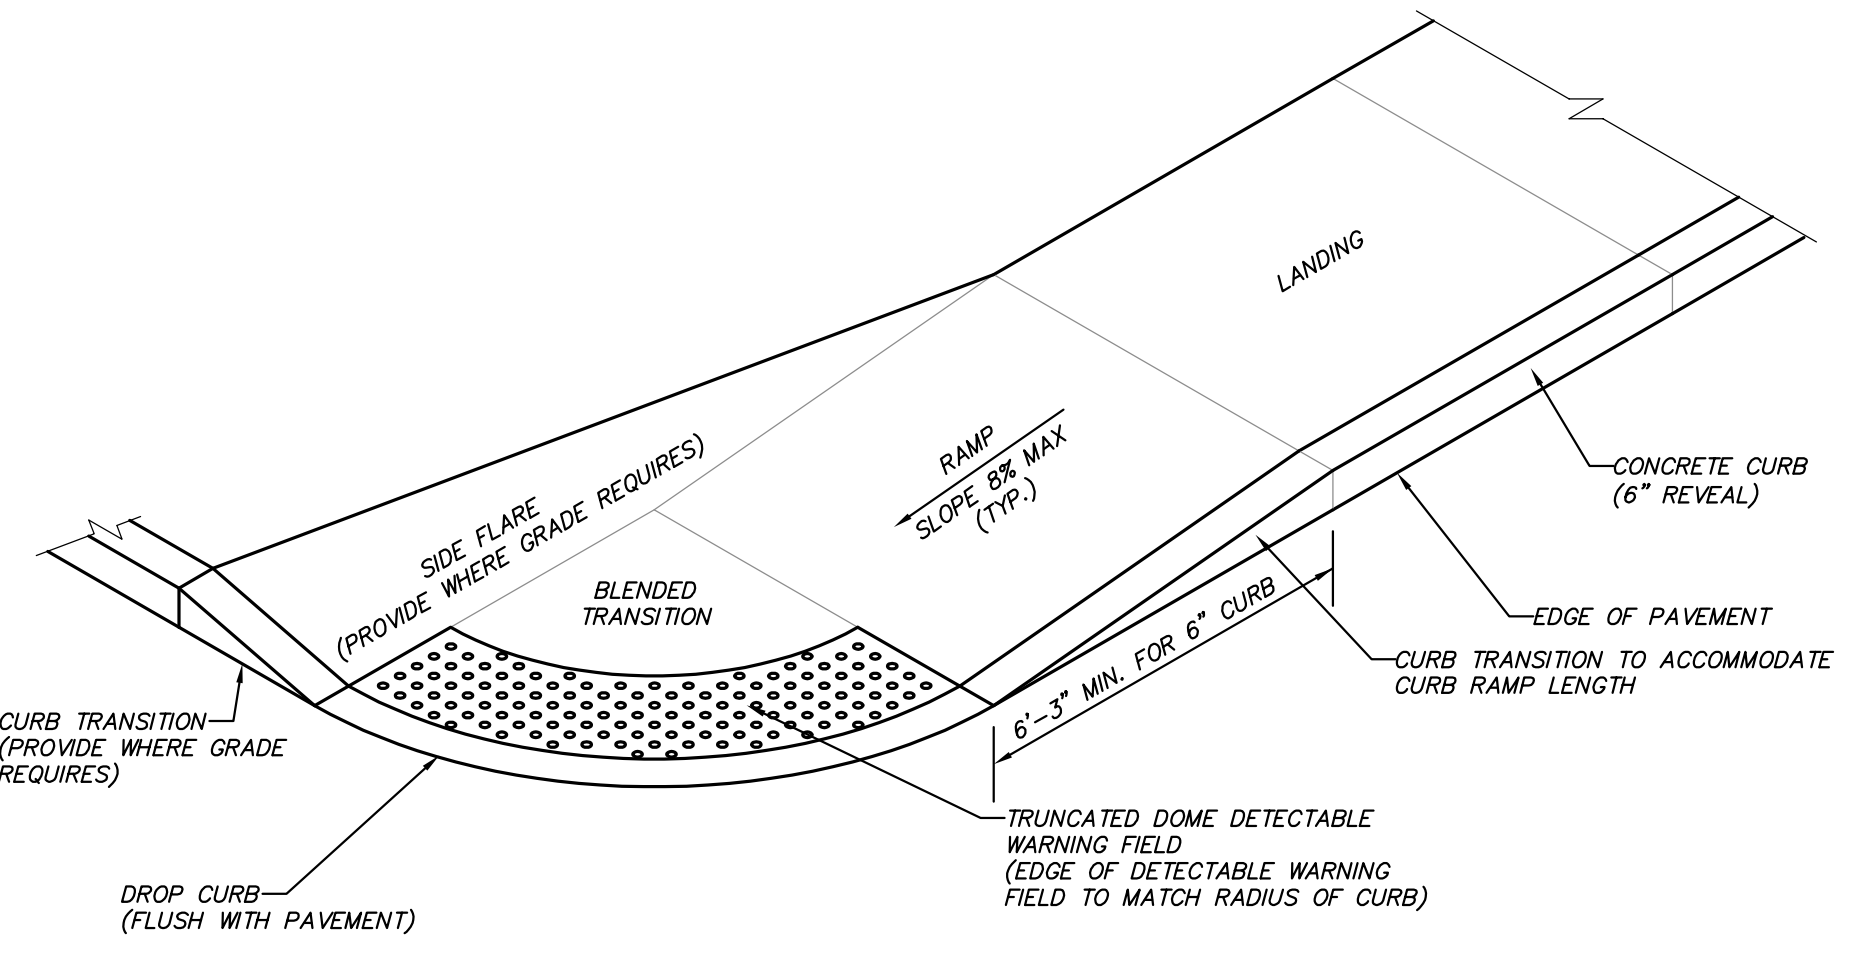 LANDING
RAMP
SLOPE 8% MAX
(TYP.)
SIDE FLARE
(PROVIDE WHERE GRADE REQUIRES)
BLENDED
TRANSITION
CONCRETE CURB
(6" REVEAL)
EDGE OF PAVEMENT
CURB TRANSITION TO ACCOMMODATE
CURB RAMP LENGTH
6'-3" MIN. FOR 6" CURB
CURB TRANSITION
(PROVIDE WHERE GRADE
REQUIRES)
TRUNCATED DOME DETECTABLE
WARNING FIELD
(EDGE OF DETECTABLE WARNING
FIELD TO MATCH RADIUS OF CURB)
DROP CURB
(FLUSH WITH PAVEMENT)